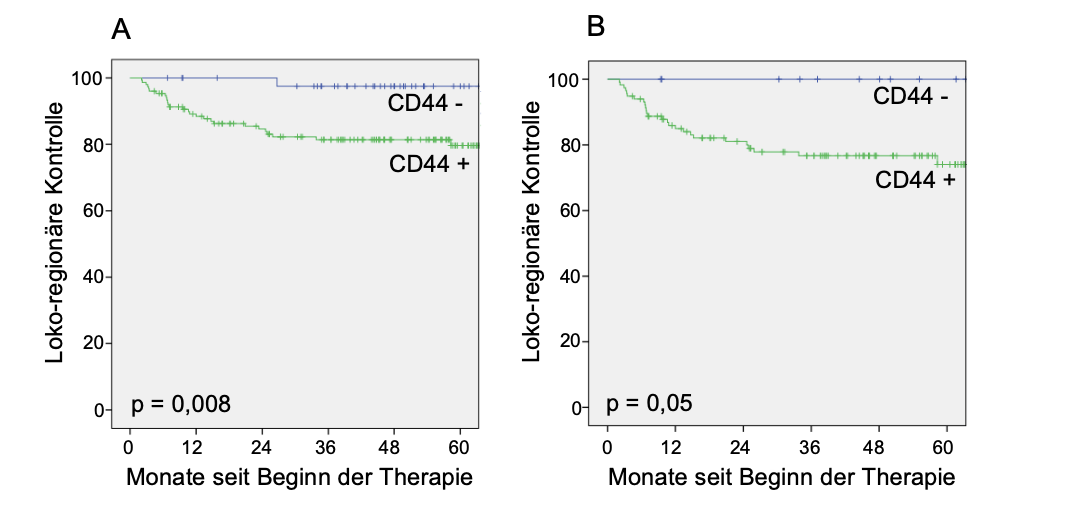 A
Loko-regionäre Kontrolle
100
80
60
40
20
0
CD44 -
CD44 +
p = 0,008
0 12 24 36 48 60
Monate seit Beginn der Therapie
B
Loko-regionäre Kontrolle
100
80
60
40
20
0
CD44 -
CD44 +
p = 0,05
0 12 24 36 48 60
Monate seit Beginn der Therapie